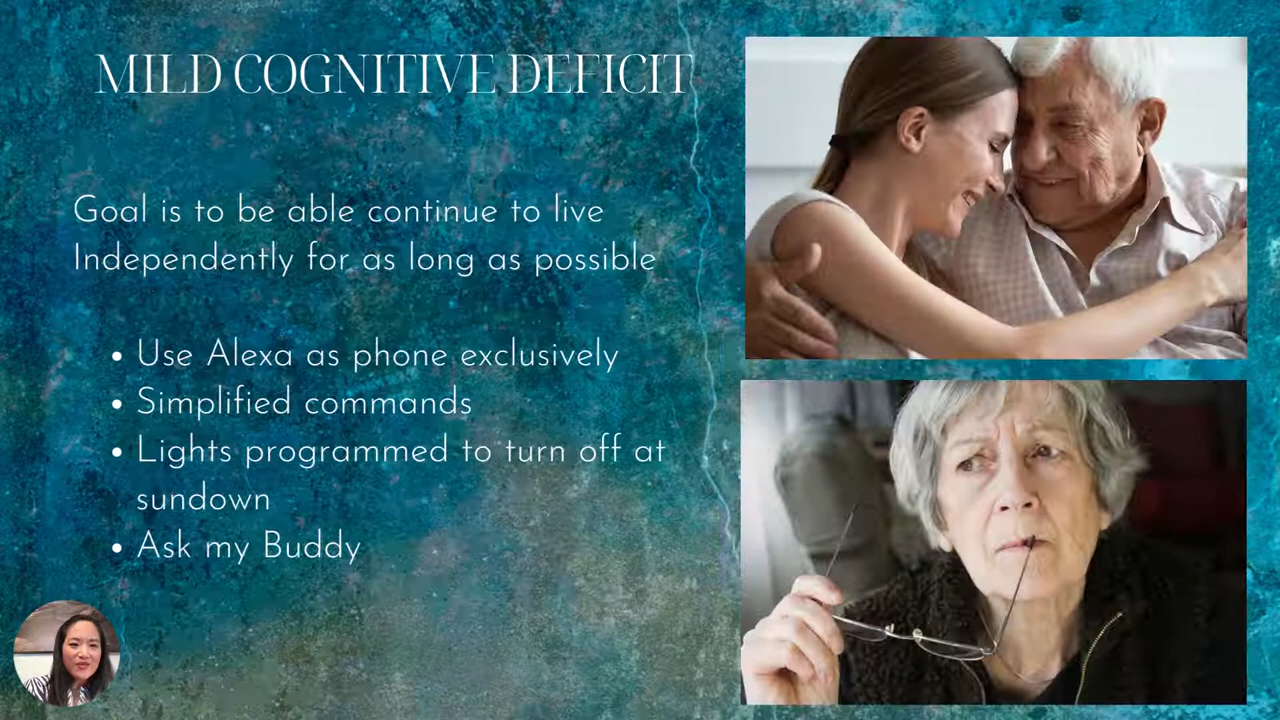 MILD COGNITIVE DEFICIT
Goal is to be able continue to live
Independently for as long as possible
• Use Alexa as phone exclusively
• Simplified commands
• Lights programmed to turn off at
sundown
• Ask my Buddy